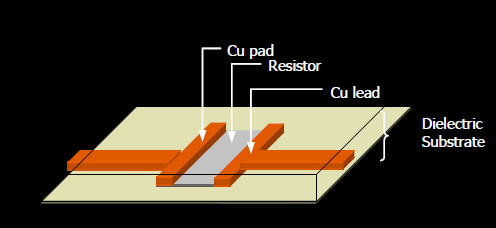 Cu pad
Resistor
Cu lead
Dielectric
Substrate